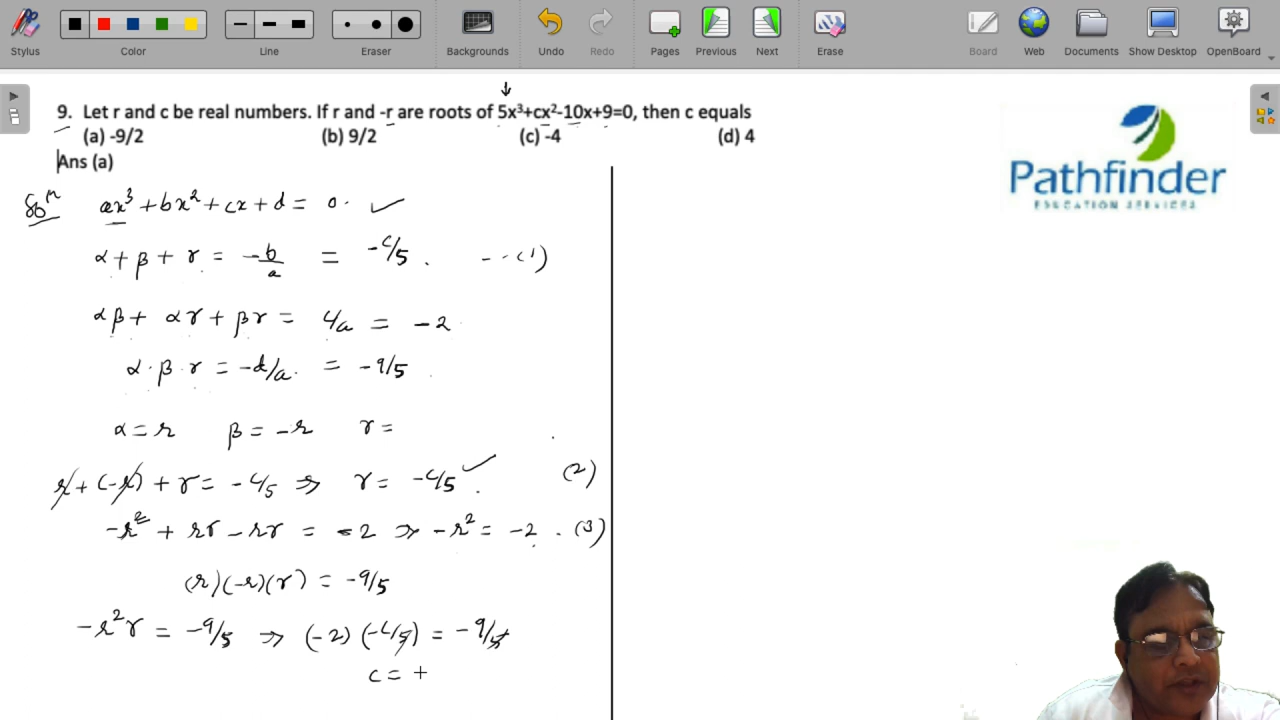 Stylus
Color
Line
Eraser
Backgrounds
Undo
Redo
Pages
Previous
Next
Erase
Board
Web
Documents
Show Desktop
OpenBoard
9. Let r and c be real numbers. If r and -r are roots of 5x³+cx²-10x+9=0, then c equals
(a) -9/2 (b) 9/2 (c) -4 (d) 4
Ans (a)
Pathfinder
EDUCATION SERVICES
Solⁿ ax³ + bx² + cx + d = 0. ✓
α + β + γ = -b/a = -c/5. --(1)
αβ + αγ + βγ = c/a = -2
α·β·γ = -d/a. = -9/5
α = r β = -r γ =
r + (-r) + γ = -c/5 ⇒ γ = -c/5 ✓. (2)
-r² + rγ - rγ = -2 ⇒ -r² = -2 . (3)
(r)(-r)(γ) = -9/5
-r²γ = -9/5 ⇒ (-2)(-c/5) = -9/5
c = +